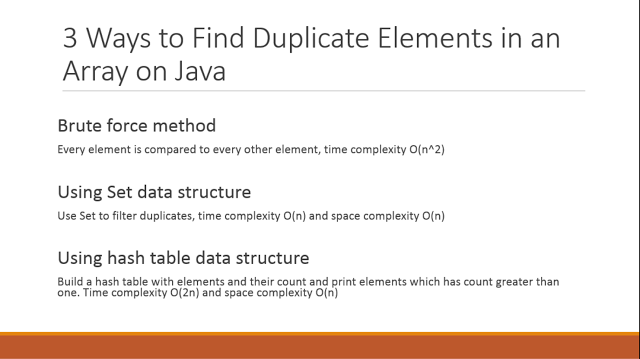 3 Ways to Find Duplicate Elements in an
Array on Java
Brute force method
Every element is compared to every other element, time complexity O(n^2)
Using Set data structure
Use Set to filter duplicates, time complexity O(n) and space complexity O(n)
Using hash table data structure
Build a hash table with elements and their count and print elements which has count greater than
one. Time complexity O(2n) and space complexity O(n)